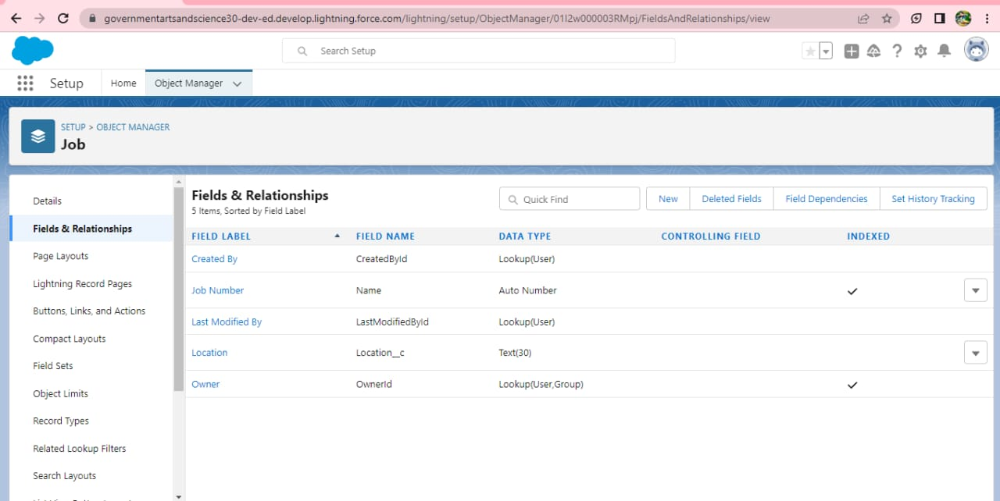 governmentartsandscience30-dev-ed.develop.lightning.force.com/lightning/setup/ObjectManager/01I2w000003RMpj/FieldsAndRelationships/view
Search Setup
Setup Home Object Manager
SETUP > OBJECT MANAGER
Job
Details
Fields & Relationships
Page Layouts
Lightning Record Pages
Buttons, Links, and Actions
Compact Layouts
Field Sets
Object Limits
Record Types
Related Lookup Filters
Search Layouts
Fields & Relationships
5 Items, Sorted by Field Label
Quick Find New Deleted Fields Field Dependencies Set History Tracking
FIELD LABEL FIELD NAME DATA TYPE CONTROLLING FIELD INDEXED
Created By CreatedById Lookup(User)
Job Number Name Auto Number
Last Modified By LastModifiedById Lookup(User)
Location Location__c Text(30)
Owner OwnerId Lookup(User,Group)